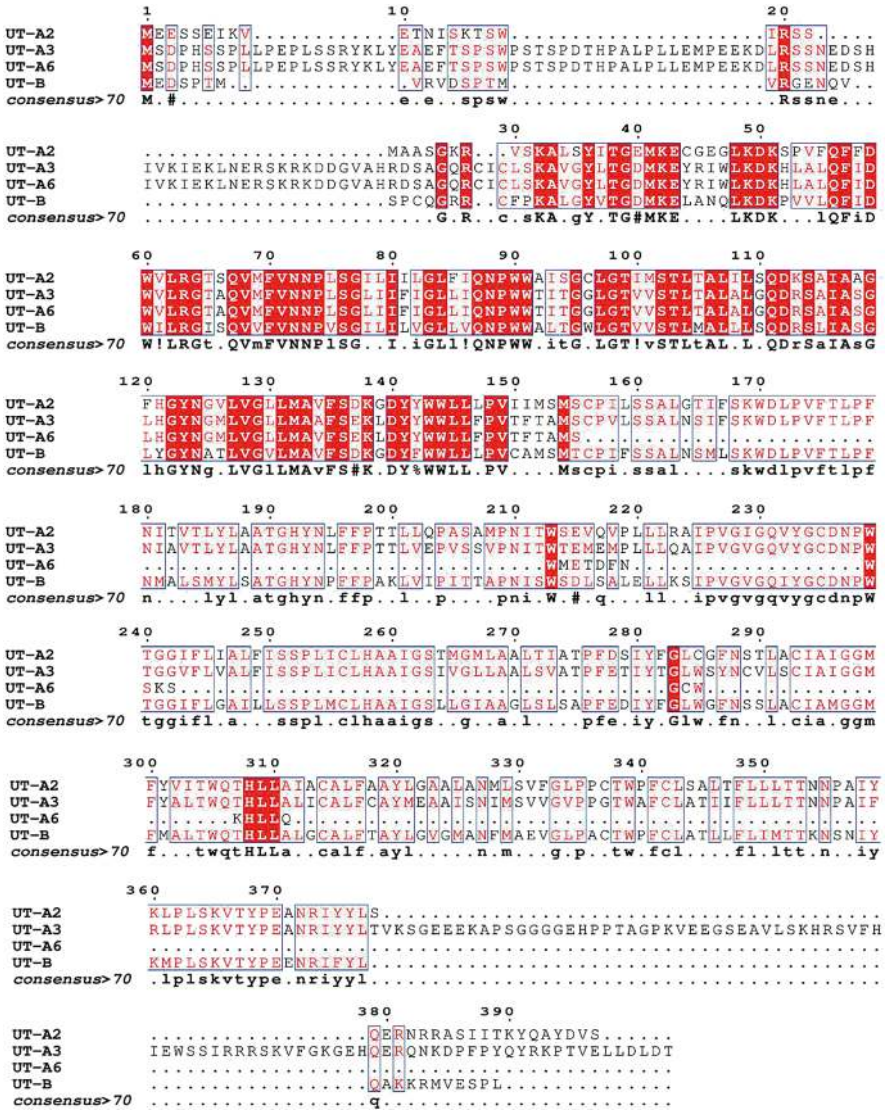 1 10 20
UT-A2 MEESSEIKV............ETNISKTSW.....................IRSS.....
UT-A3 MSDPHSSPLLPEPLSSRYKLYEAEFTSPSWPSTSPDTHPALPLLEMPEEKDLRSSNEDSH
UT-A6 MSDPHSSPLLPEPLSSRYKLYEAEFTSPSWPSTSPDTHPALPLLEMPEEKDLRSSNEDSH
UT-B MEDSPTM...............VRVDSPTM.....................VRGENQV..
consensus>70 M.#..................e.e..spsw......................Rssne...
30 40 50
UT-A2 ....................MAASGKR...VSKALSYITGEMKECGEGLKDKSPVFQFFD
UT-A3 IVKIEKLNERSKRKDDGVAHRDSAGQRCICLSKAVGYLTGDMKEYRIWLKDKHLALQFID
UT-A6 IVKIEKLNERSKRKDDGVAHRDSAGQRCICLSKAVGYLTGDMKEYRIWLKDKHLALQFID
UT-B ....................SPCQGRR..CFPKALGYVTGDMKELANQLKDKPVVLQFID
consensus>70 ........................G.R..c.sKA.gY.TG#MKE....LKDK...lQFiD
60 70 80 90 100 110
UT-A2 WVLRGTSQVMFVNNPLSGILIILGLFIQNPWWAISGCLGTIMSTLTALILSQDKSAIAAG
UT-A3 WVLRGTAQVMFVNNPLSGLIIFIGLLIQNPWWTITGGLGTVVSTLTALALGQDRSAIASG
UT-A6 WVLRGTAQVMFVNNPLSGLIIFIGLLIQNPWWTITGGLGTVVSTLTALALGQDRSAIASG
UT-B WILRGISQVVFVNNPVSGILILVGLLVQNPWWALTGWLGTVVSTLMALLLSQDRSLIASG
consensus>70 W!LRGt.QVmFVNNPlSG..I.iGLl!QNPWW.itG.LGT!vSTLtAL.L.QDrSaIAsG
120 130 140 150 160 170
UT-A2 FHGYNGVLVGLLMAVFSDKGDYYWWLLLPVIIMSMSCPILSSALGTIFSKWDLPVFTLPF
UT-A3 LHGYNGMLVGLLMAVFSEKLDYYWWLLFPVTFTAMSCPVLSSALNSIFSKWDLPVFTLPF
UT-A6 LHGYNGMLVGLLMAVFSEKLDYYWWLLFPVTFTAMS........................
UT-B LYGYNATLVGVLMAVFSDKGDYFWWLLLPVCAMSMTCPIFSSALNSMLSKWDLPVFTLPF
consensus>70 lhGYNg.LVGlLMAvFS#K.DY%WWLL.PV....Mscpi.ssal...skwdlpvftlpf
180 190 200 210 220 230
UT-A2 NITVTLYLAATGHYNLFFPTTLLQPASAMPNITWSEVQVPLLLRAIPVGIGQVYGCDNPW
UT-A3 NIAVTLYLAATGHYNLFFPTTLVEPVSSVPNITWTEMEMPLLLQAIPVGVGQVYGCDNPW
UT-A6 .................................WMETDFN....................W
UT-B NMALSMYLSATGHYNPFFPAKLVIPITTAPNISWSDLSALELLKSIPVGVGQIYGCDNPW
consensus>70 n.....lyl.atghyn.ffp..l..p....pni.W.#.q...ll..ipvgvgqvygcdnpW
240 250 260 270 280 290
UT-A2 TGGIFLIALFISSPLICLHAAIGSTMGMLAALTIATPFDSIYFGLCGFNSTLACIAIGGM
UT-A3 TGGVFLVALFISSPLICLHAAIGSIVGLLAALSVATPFETIYTGLWSYNCVLSCIAIGGM
UT-A6 SKS........................................GCW..............
UT-B TGGIFLGAILLSSPLMCLHAAIGSLLGIAAGLSLSAPFEDIYFGLWGFNSSLACIAMGGM
consensus>70 tggifl.a...sspl.clhaaigs..g.a.l...pfe.iy.Glw.fn..l.cia.ggm
300 310 320 330 340 350
UT-A2 FYVITWQTHLLAIACALFAAYLGAALANMLSVFGLPPCTWPFCLSALTFLLLTTNNPAIY
UT-A3 FYALTWQTHLLALICALFCAYMEAAISNIMSVVGVPPGTWAFCLATIIFLLLTTNNPAIF
UT-A6 .......KHLLQ................................................
UT-B FMALTWQTHLLALGCALFTAYLGVGMANFMAEVGLPACTWPFCLATLLFLIMTTKNSNIY
consensus>70 f...twqtHLLa..calf.ayl.....n.m...g.p..tw.fcl....fl.ltt.n..iy
360 370
UT-A2 KLPLSKVTYPEANRIYYLS.........................................
UT-A3 RLPLSKVTYPEANRIYYLTVKSGEEEKAPSGGGGEHPPTAGPKVEEGSEAVLSKHRSVFH
UT-A6 ............................................................
UT-B KMPLSKVTYPEENRIFYL..........................................
consensus>70 .lplskvtype.nriyyl..........................................
380 390
UT-A2 ..................QERNRRASIITKYQAYDVS......
UT-A3 IEWSSIRRRSKVFGKGEHQERQNKDPFPYQYRKPTVELLDLDT
UT-A6 ...........................................
UT-B ..................QAKKRMVESPL..............
consensus>70 ..................q........................